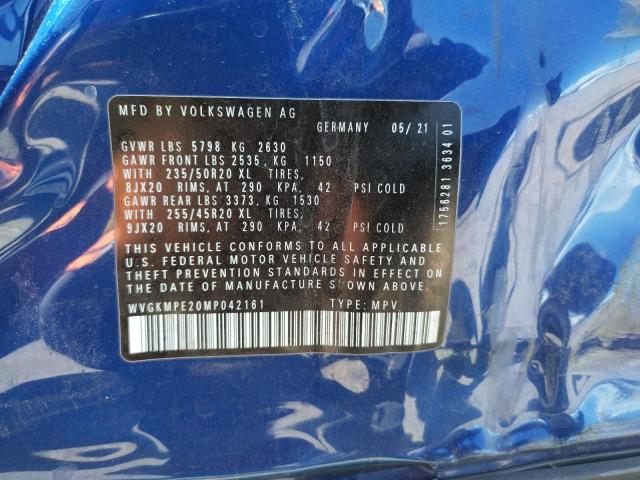 MFD BY VOLKSWAGEN AG
GERMANY 05/21
GVWR LBS 5798 KG 2630
GAWR FRONT LBS 2535, KG 1150
WITH 235/50R20 XL TIRES,
8JX20 RIMS, AT 290 KPA, 42 PSI COLD
GAWR REAR LBS 3373, KG 1530
WITH 255/45R20 XL TIRES,
9JX20 RIMS, AT 290 KPA, 42 PSI COLD
THIS VEHICLE CONFORMS TO ALL APPLICABLE
U.S. FEDERAL MOTOR VEHICLE SAFETY AND
THEFT PREVENTION STANDARDS IN EFFECT ON
THE DATE OF MANUFACTURE SHOWN ABOVE.
WVGKMPE20MP042161 TYPE: MPV
1756281 3634 01